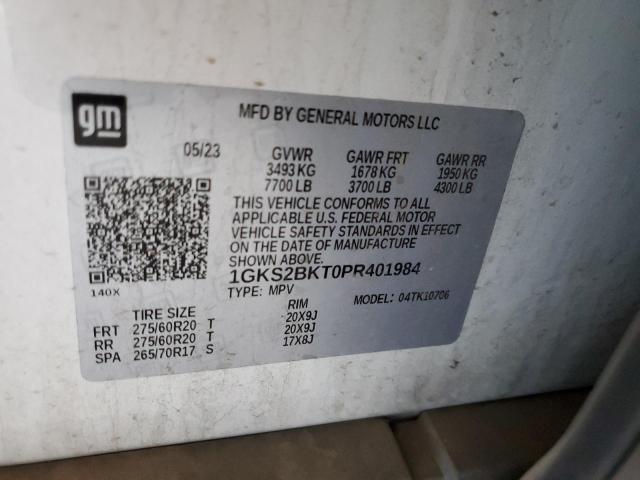 gm
MFD BY GENERAL MOTORS LLC
05/23 GVWR GAWR FRT GAWR RR
3493 KG 1678 KG 1950 KG
7700 LB 3700 LB 4300 LB
THIS VEHICLE CONFORMS TO ALL
APPLICABLE U.S. FEDERAL MOTOR
VEHICLE SAFETY STANDARDS IN EFFECT
ON THE DATE OF MANUFACTURE
SHOWN ABOVE.
1GKS2BKT0PR401984
140X TYPE: MPV MODEL: 04TK10706
TIRE SIZE RIM
FRT 275/60R20 T 20X9J
RR 275/60R20 T 20X9J
SPA 265/70R17 S 17X8J